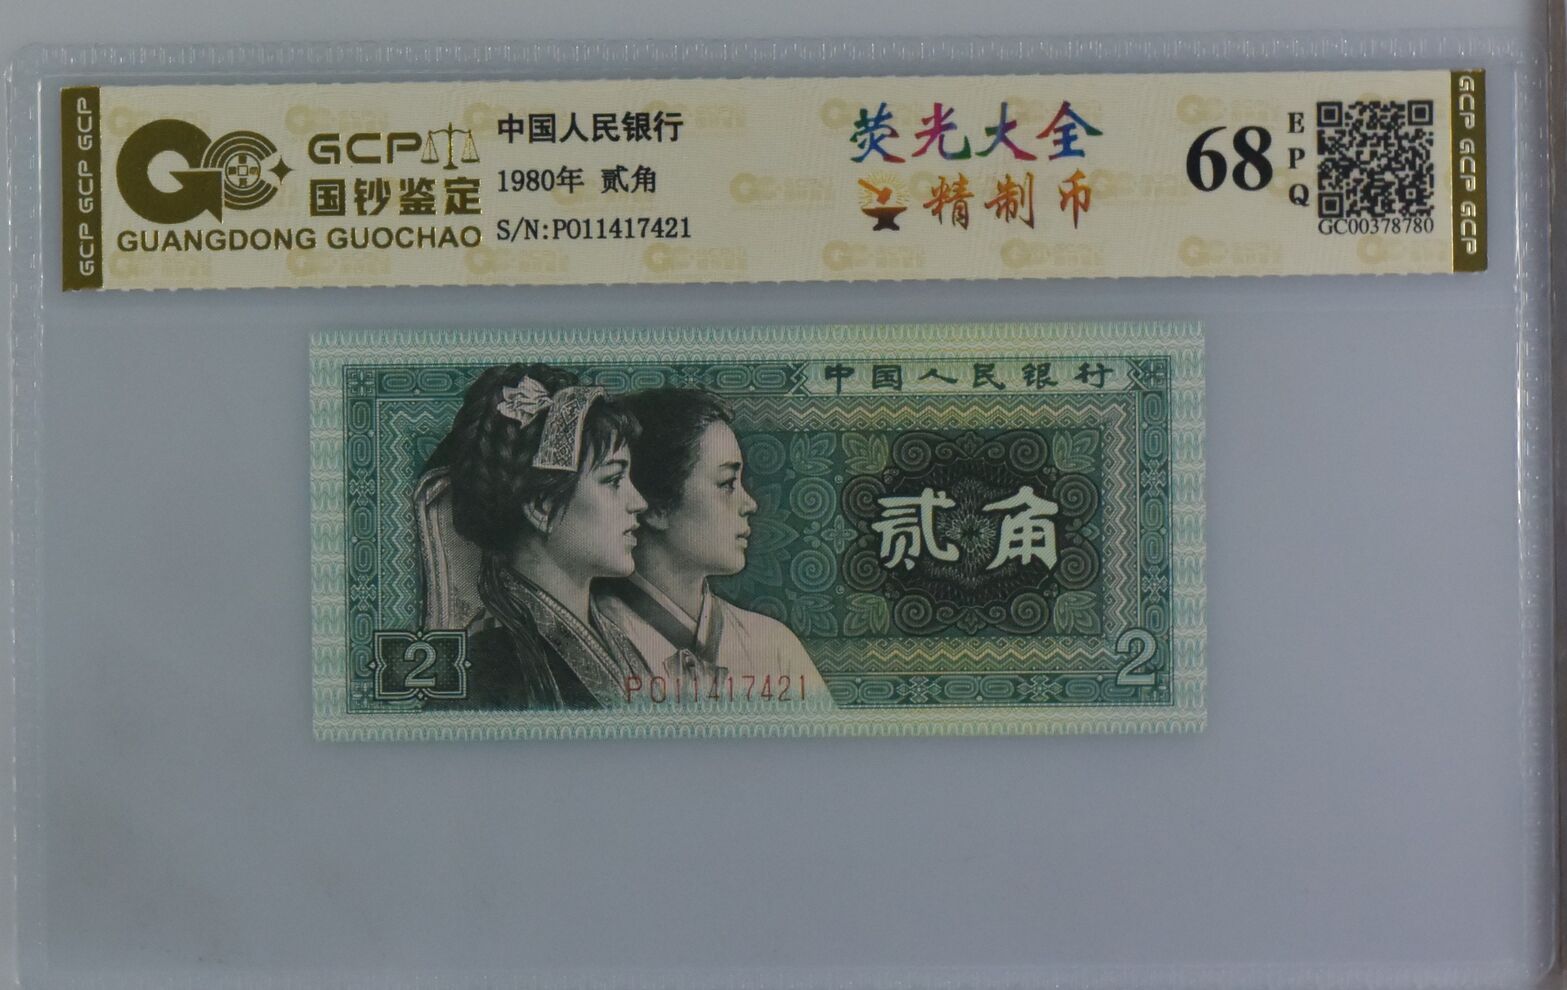 GCP GCP GCP
GCP
国钞鉴定
GUANGDONG GUOCHAO
中国人民银行
1980年 贰角
S/N:PO11417421
荧光大全
精制币
68
EPQ
GC00378780
GCP GCP GCP
中国人民银行
贰角
2
2
PO11417421